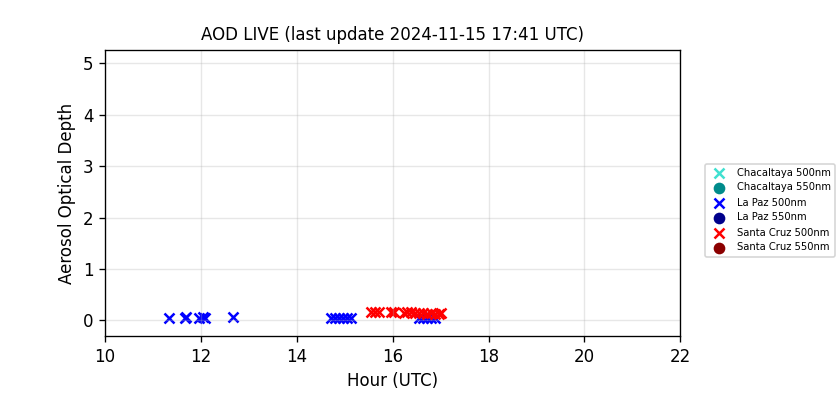 AOD LIVE (last update 2024-11-15 17:41 UTC)
Aerosol Optical Depth
5
4
3
2
1
0
10 12 14 16 18 20 22
Hour (UTC)
Chacaltaya 500nm
Chacaltaya 550nm
La Paz 500nm
La Paz 550nm
Santa Cruz 500nm
Santa Cruz 550nm